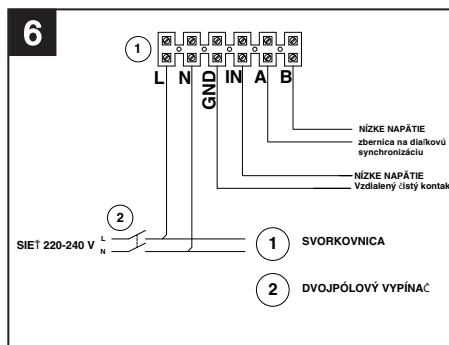 6
1
L N GND IN A B
NÍZKE NAPÄTIE
zbernica na diaľkovú
synchronizáciu
NÍZKE NAPÄTIE
Vzdialený čistý kontak
2
SIEŤ 220-240 V
L
N
1 SVORKOVNICA
2 DVOJPÓLOVÝ VYPÍNAČ